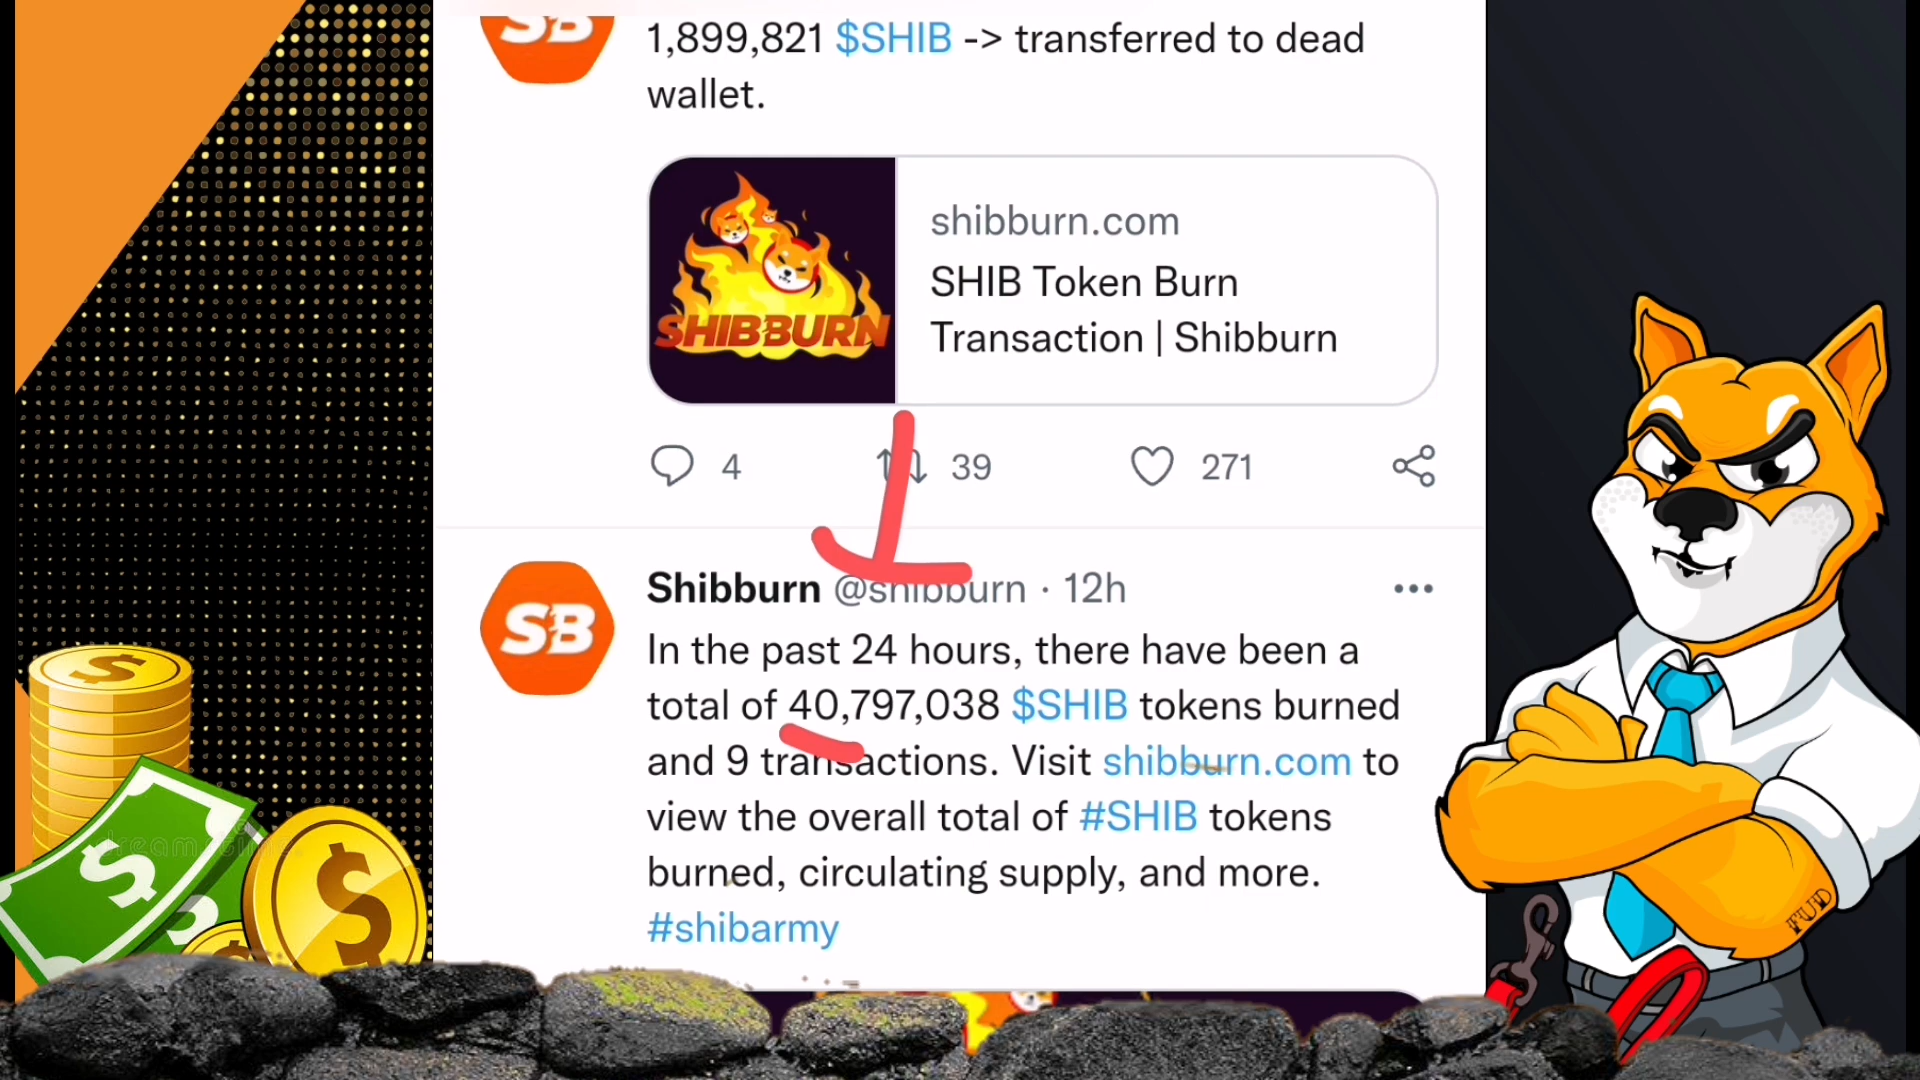 SB
1,899,821 $SHIB -> transferred to dead
wallet.
SHIBBURN
shibburn.com
SHIB Token Burn
Transaction | Shibburn
4 39 271
SB
Shibburn @shibburn · 12h
In the past 24 hours, there have been a
total of 40,797,038 $SHIB tokens burned
and 9 transactions. Visit shibburn.com to
view the overall total of #SHIB tokens
burned, circulating supply, and more.
#shibarmy
FUD